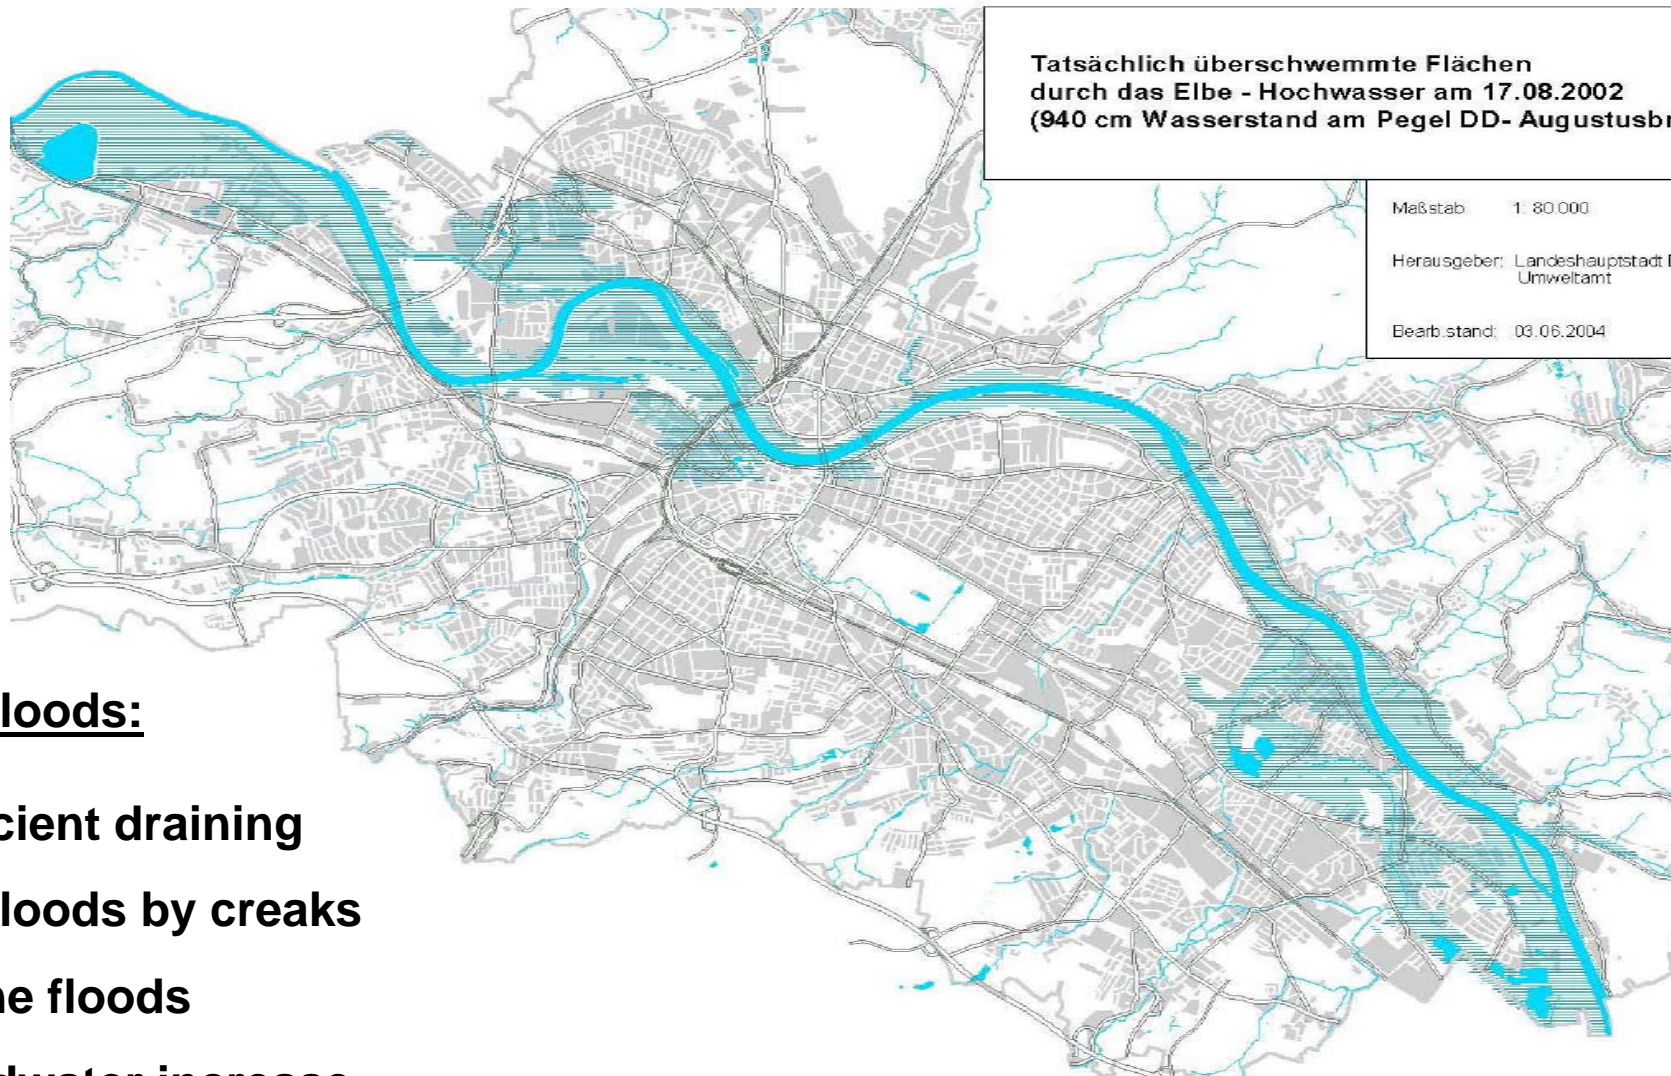 Tatsächlich überschwemmte Flächen
durch das Elbe - Hochwasser am 17.08.2002
(940 cm Wasserstand am Pegel DD- Augustusbr
Maßstab 1: 80 000
Herausgeber: Landeshauptstadt
Umweltamt
Bearb.stand: 03.06.2004
loods:
cient draining
loods by creaks
ne floods
dwater increase